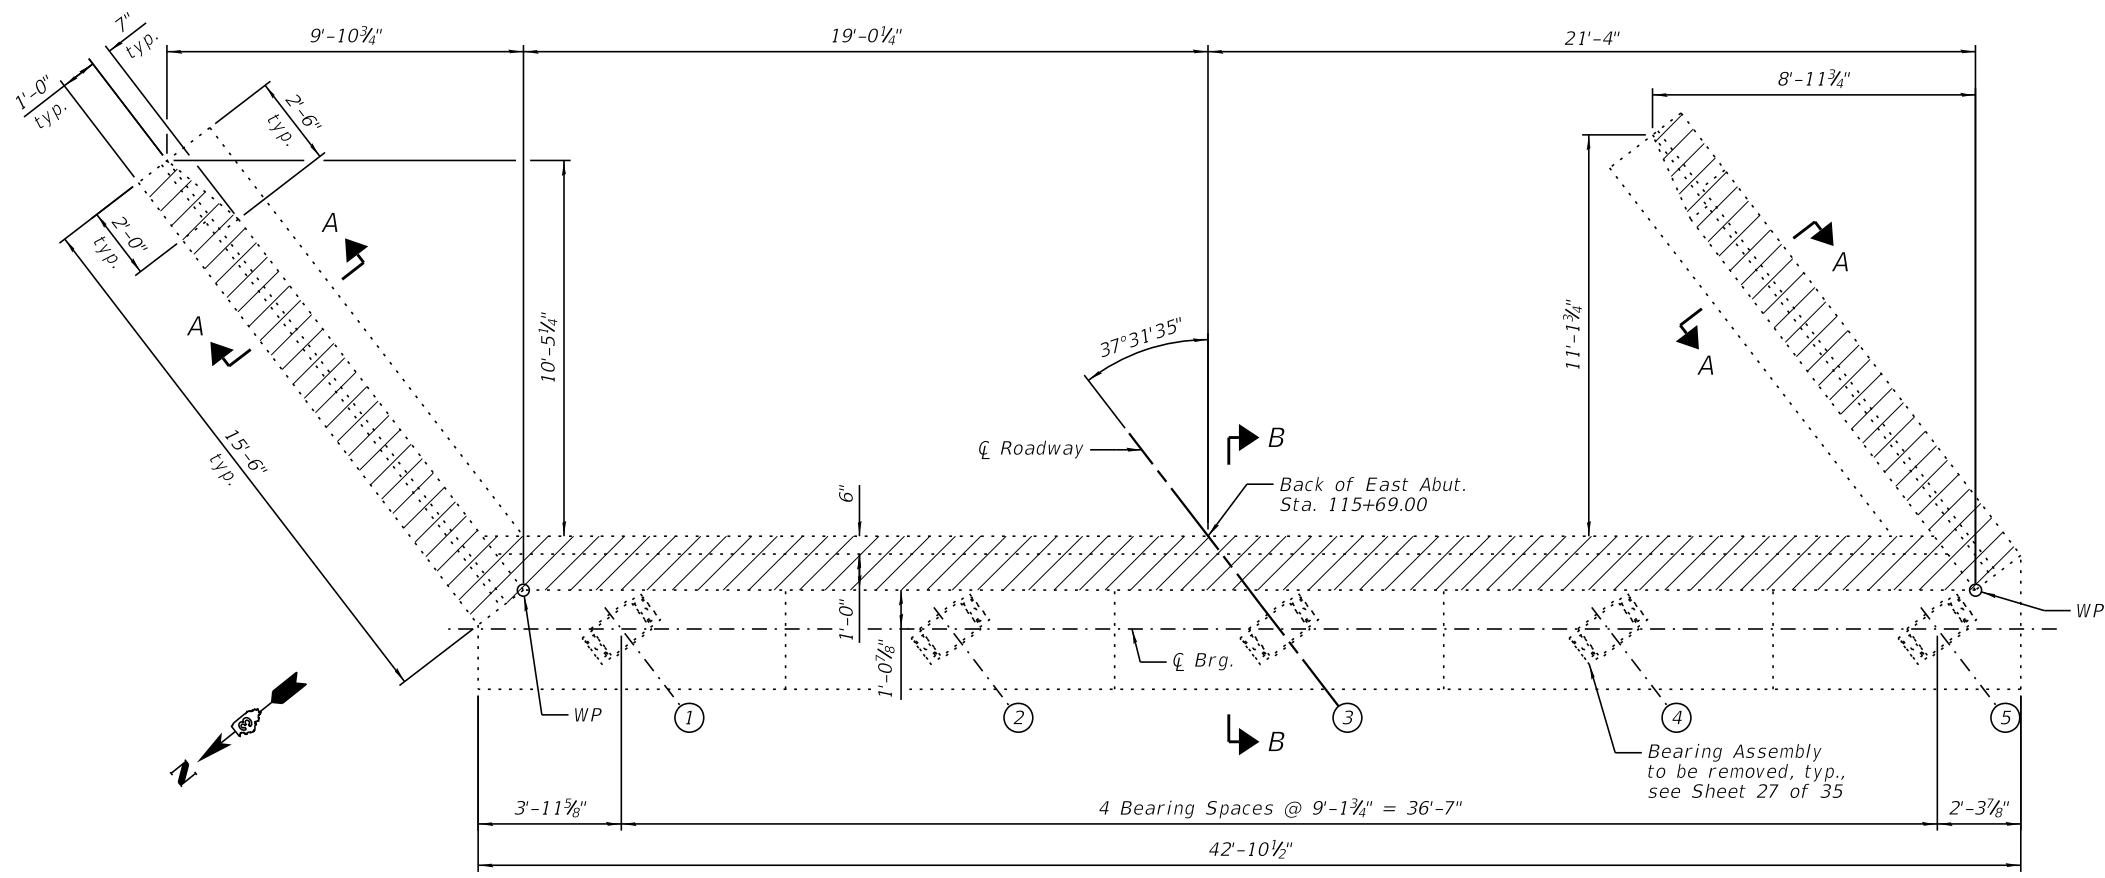 7"
typ.
9'-10¾"
19'-0¼"
21'-4"
8'-11¾"
1'-0"
typ.
2'-6"
typ.
A
2'-0"
typ.
A
A
A
10'-5¼"
11'-1¾"
37°31'35"
15'-6"
typ.
℄ Roadway
B
Back of East Abut.
Sta. 115+69.00
6"
1'-0"
1'-0⅞"
℄ Brg.
WP
WP
1
2
3
4
5
B
N
Bearing Assembly
to be removed, typ.,
see Sheet 27 of 35
3'-11⅝"
4 Bearing Spaces @ 9'-1¾" = 36'-7"
2'-3⅞"
42'-10½"